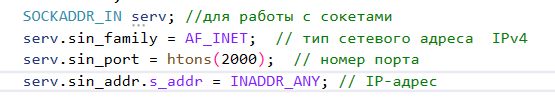 SOCKADDR_IN serv; //для работы с сокетами
serv.sin_family = AF_INET;  // тип сетевого адреса  IPv4
serv.sin_port = htons(2000);  // номер порта
serv.sin_addr.s_addr = INADDR_ANY; // IP-адрес